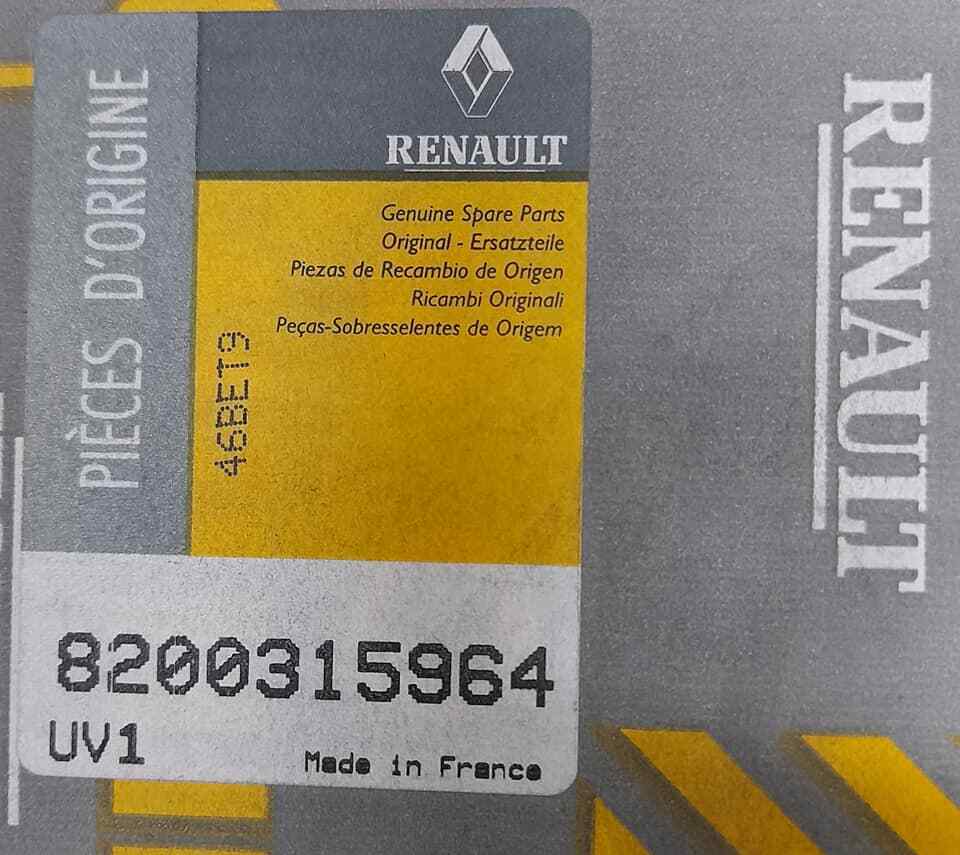 PIÈCES D'ORIGINE
RENAULT
Genuine Spare Parts
Original - Ersatzteile
Piezas de Recambio de Origen
Ricambi Originali
Peças-Sobresselentes de Origem
46BET9
8200315964
UV1
Made in France
RENAULT